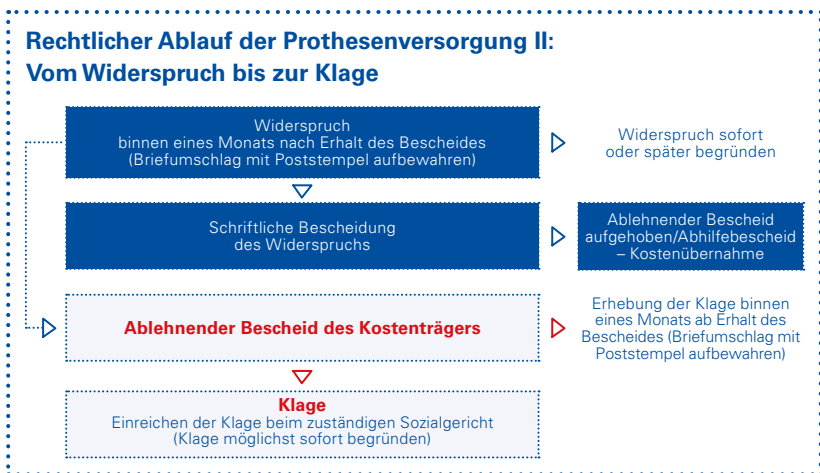 Rechtlicher Ablauf der Prothesenversorgung II:
Vom Widerspruch bis zur Klage
Widerspruch
binnen eines Monats nach Erhalt des Bescheides
(Briefumschlag mit Poststempel aufbewahren)
Widerspruch sofort
oder später begründen
Schriftliche Bescheidung
des Widerspruchs
Ablehnender Bescheid
aufgehoben/Abhilfebescheid
– Kostenübernahme
Ablehnender Bescheid des Kostenträgers
Erhebung der Klage binnen
eines Monats ab Erhalt des
Bescheides (Briefumschlag mit
Poststempel aufbewahren)
Klage
Einreichen der Klage beim zuständigen Sozialgericht
(Klage möglichst sofort begründen)